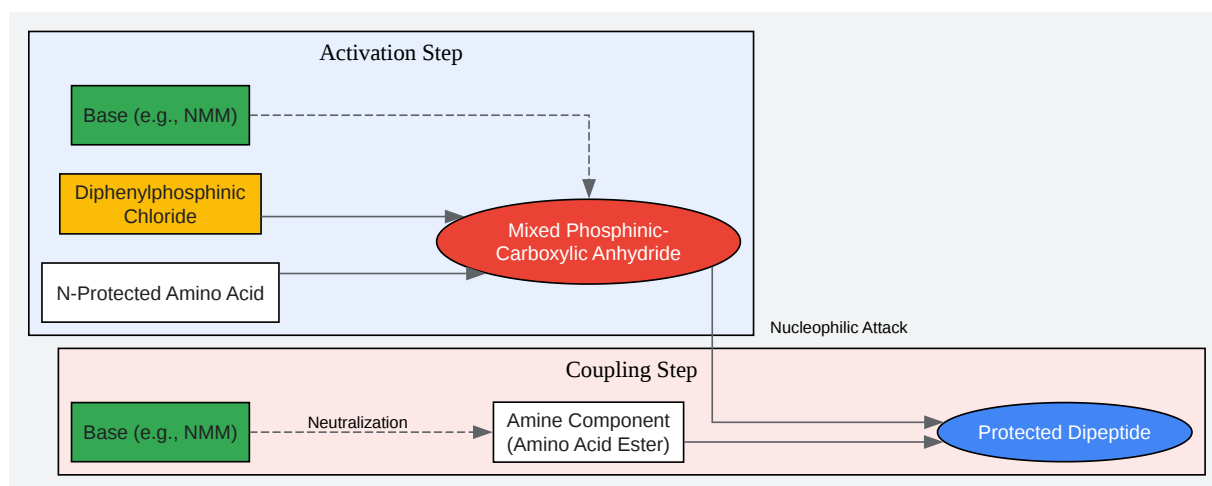 Activation Step
Base (e.g., NMM)
Diphenylphosphinic
Chloride
Mixed Phosphinic-
Carboxylic Anhydride
N-Protected Amino Acid
Nucleophilic Attack
Coupling Step
Base (e.g., NMM)
Neutralization
Amine Component
(Amino Acid Ester)
Protected Dipeptide